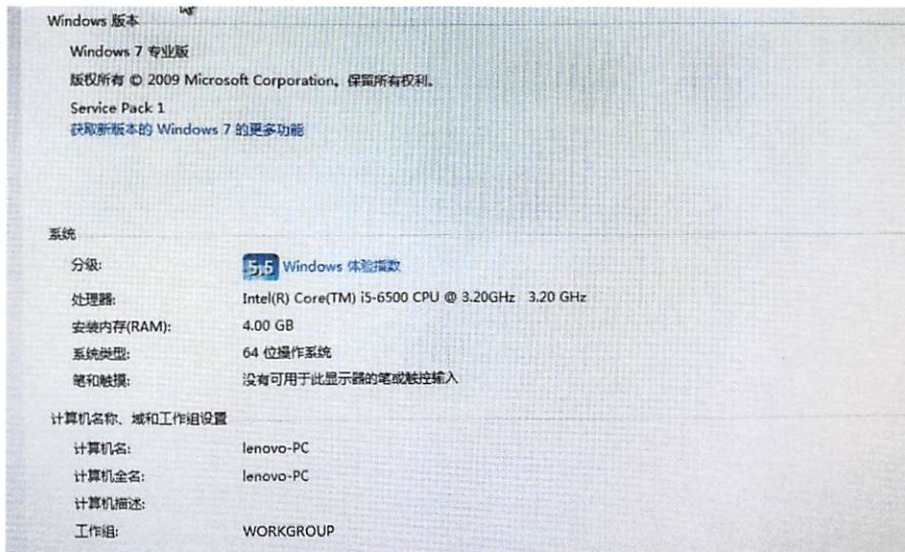 Windows 版本
Windows 7 专业版
版权所有 © 2009 Microsoft Corporation。保留所有权利。
Service Pack 1
获取新版本的 Windows 7 的更多功能
系统
分级: 5.5 Windows 体验指数
处理器: Intel(R) Core(TM) i5-6500 CPU @ 3.20GHz 3.20 GHz
安装内存(RAM): 4.00 GB
系统类型: 64 位操作系统
笔和触摸: 没有可用于此显示器的笔或触控输入
计算机名称、域和工作组设置
计算机名: lenovo-PC
计算机全名: lenovo-PC
计算机描述:
工作组: WORKGROUP